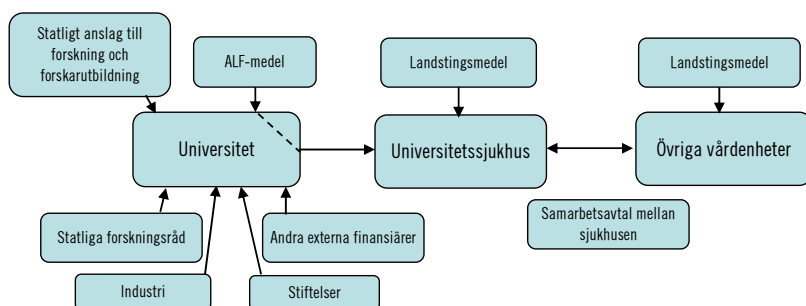 Statligt anslag till
forskning och
forskarutbildning
ALF-medel
Landstingsmedel
Landstingsmedel
Universitet
Universitetssjukhus
Övriga vårdenheter
Statliga forskningsråd
Andra externa finansiärer
Samarbetsavtal mellan
sjukhusen
Industri
Stiftelser